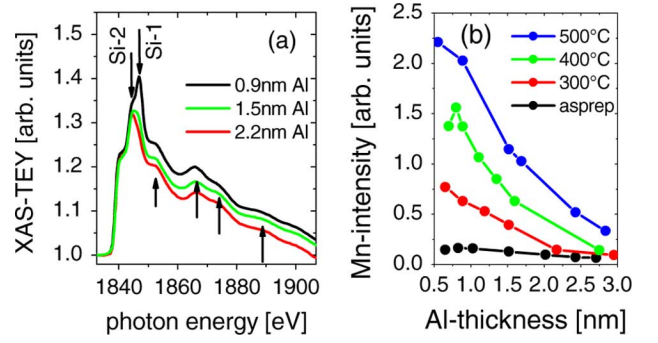 XAS-TEY [arb. units]
1.5
1.4
1.3
1.2
1.1
1.0
Si-2
Si-1
(a)
0.9nm Al
1.5nm Al
2.2nm Al
1840 1860 1880 1900
photon energy [eV]
Mn-intensity [arb. units]
2.5
2.0
1.5
1.0
0.5
0.0
(b)
500°C
400°C
300°C
asprep
0.5 1.0 1.5 2.0 2.5 3.0
Al-thickness [nm]